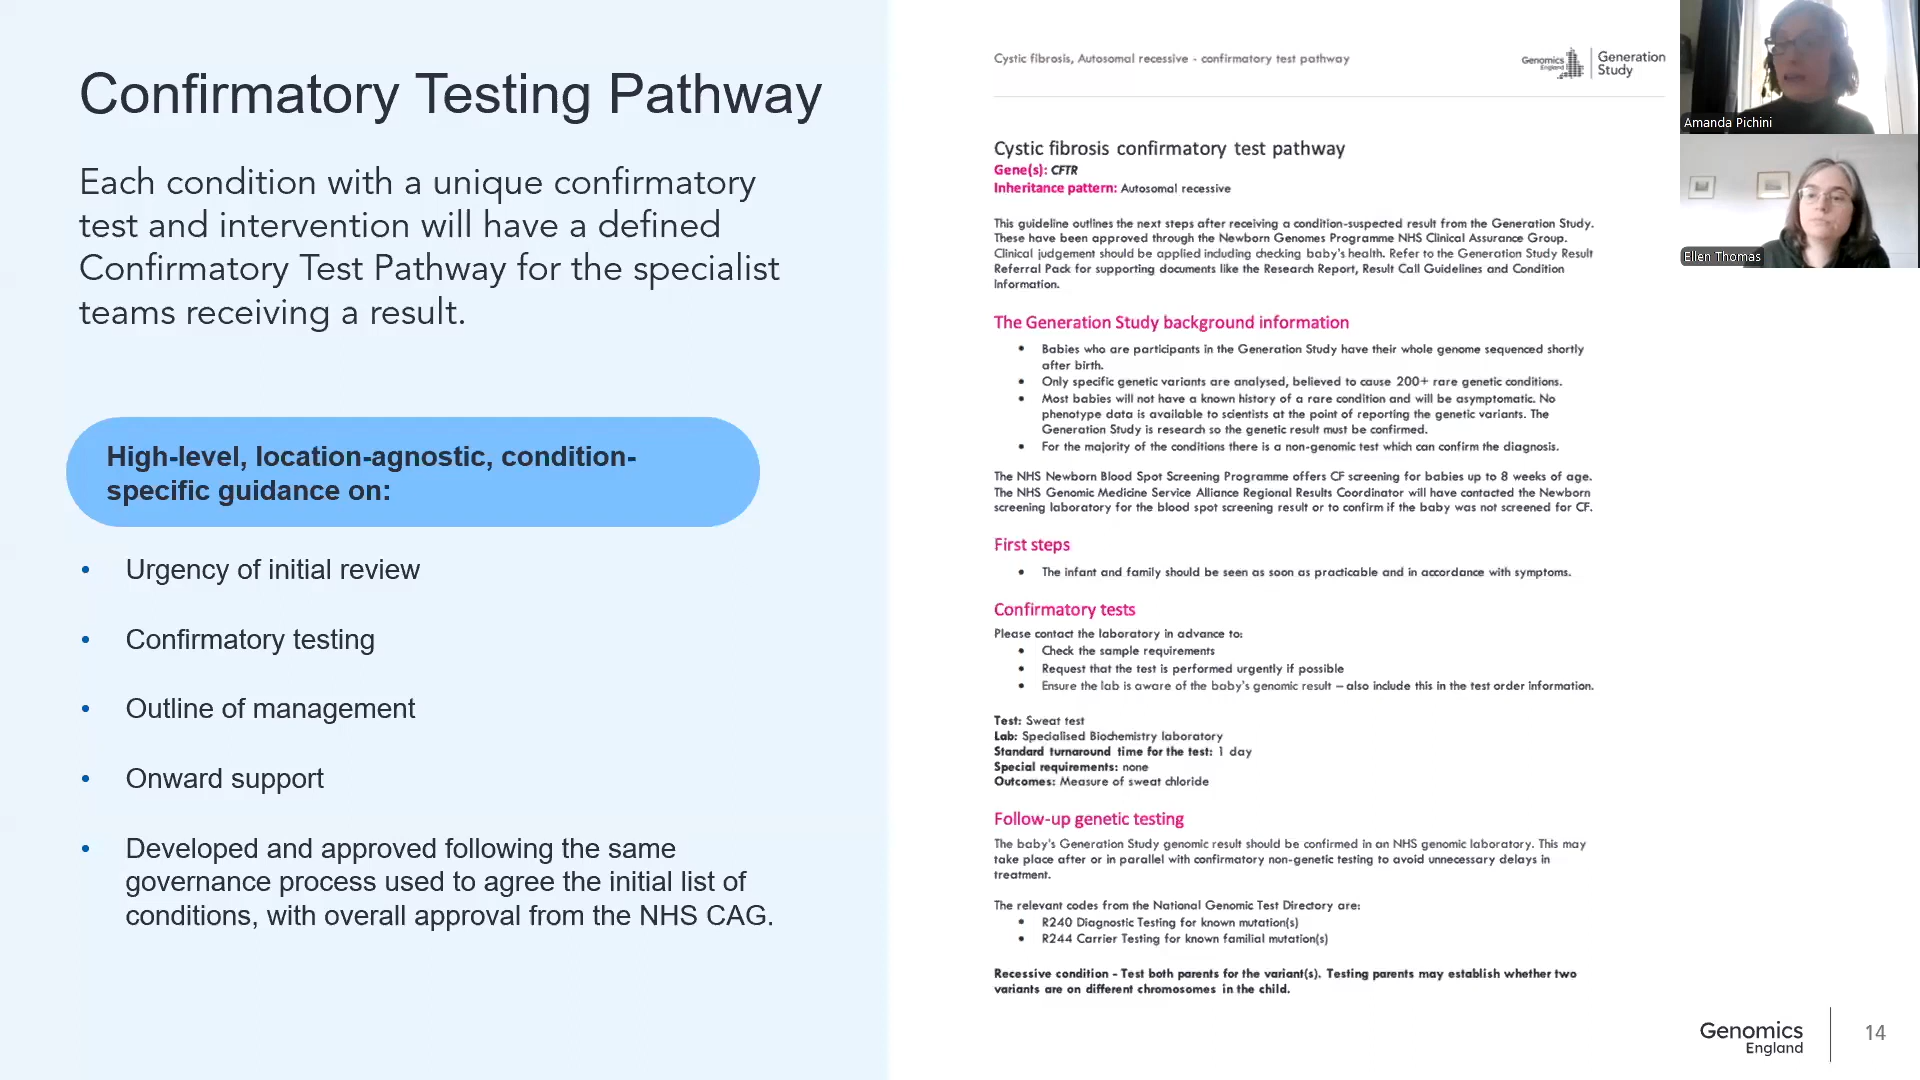 Confirmatory Testing Pathway
Each condition with a unique confirmatory
test and intervention will have a defined
Confirmatory Test Pathway for the specialist
teams receiving a result.
High-level, location-agnostic, condition-
specific guidance on:
• Urgency of initial review
• Confirmatory testing
• Outline of management
• Onward support
• Developed and approved following the same
governance process used to agree the initial list of
conditions, with overall approval from the NHS CAG.
Cystic fibrosis, Autosomal recessive - confirmatory test pathway
Genomics
England
Generation
Study
Cystic fibrosis confirmatory test pathway
Gene(s): CFTR
Inheritance pattern: Autosomal recessive
This guideline outlines the next steps after receiving a condition-suspected result from the Generation Study.
These have been approved through the Newborn Genomes Programme NHS Clinical Assurance Group.
Clinical judgement should be applied including checking baby's health. Refer to the Generation Study Result
Referral Pack for supporting documents like the Research Report, Result Call Guidelines and Condition
Information.
The Generation Study background information
• Babies who are participants in the Generation Study have their whole genome sequenced shortly
after birth.
• Only specific genetic variants are analysed, believed to cause 200+ rare genetic conditions.
• Most babies will not have a known history of a rare condition and will be asymptomatic. No
phenotype data is available to scientists at the point of reporting the genetic variants. The
Generation Study is research so the genetic result must be confirmed.
• For the majority of the conditions there is a non-genomic test which can confirm the diagnosis.
The NHS Newborn Blood Spot Screening Programme offers CF screening for babies up to 8 weeks of age.
The NHS Genomic Medicine Service Alliance Regional Results Coordinator will have contacted the Newborn
screening laboratory for the blood spot screening result or to confirm if the baby was not screened for CF.
First steps
• The infant and family should be seen as soon as practicable and in accordance with symptoms.
Confirmatory tests
Please contact the laboratory in advance to:
• Check the sample requirements
• Request that the test is performed urgently if possible
• Ensure the lab is aware of the baby's genomic result – also include this in the test order information.
Test: Sweat test
Lab: Specialised Biochemistry laboratory
Standard turnaround time for the test: 1 day
Special requirements: none
Outcomes: Measure of sweat chloride
Follow-up genetic testing
The baby's Generation Study genomic result should be confirmed in an NHS genomic laboratory. This may
take place after or in parallel with confirmatory non-genetic testing to avoid unnecessary delays in
treatment.
The relevant codes from the National Genomic Test Directory are:
• R240 Diagnostic Testing for known mutation(s)
• R244 Carrier Testing for known familial mutation(s)
Recessive condition - Test both parents for the variant(s). Testing parents may establish whether two
variants are on different chromosomes in the child.
Amanda Pichini
Ellen Thomas
Genomics
England
14